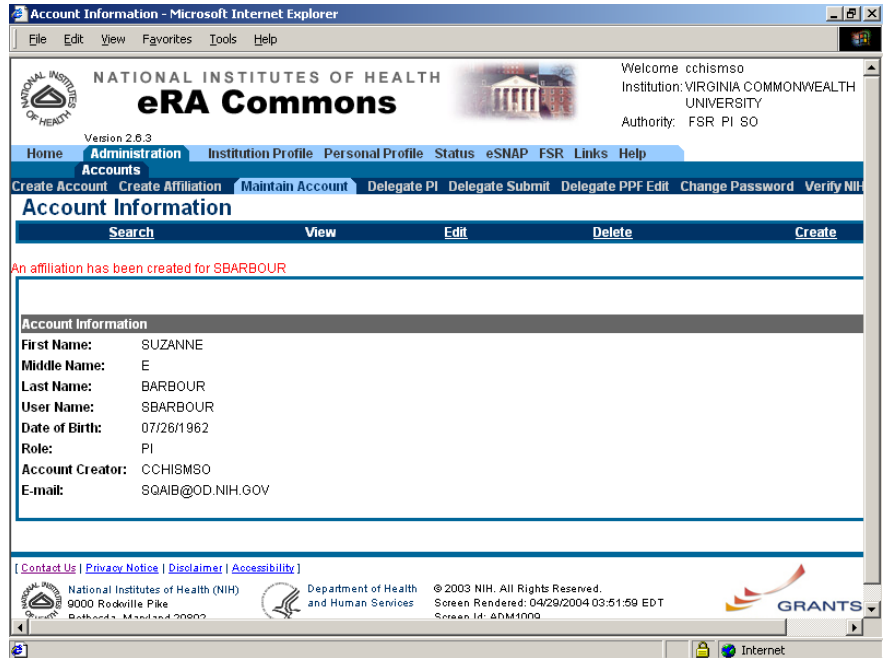 Account Information - Microsoft Internet Explorer
File Edit View Favorites Tools Help
NATIONAL INSTITUTES OF HEALTH
eRA Commons
Version 2.6.3
Welcome cchismso
Institution: VIRGINIA COMMONWEALTH
UNIVERSITY
Authority: FSR PI SO
Home Administration Institution Profile Personal Profile Status eSNAP FSR Links Help
Accounts
Create Account Create Affiliation Maintain Account Delegate PI Delegate Submit Delegate PPF Edit Change Password Verify NIH
Account Information
Search View Edit Delete Create
An affiliation has been created for SBARBOUR
Account Information
First Name: SUZANNE
Middle Name: E
Last Name: BARBOUR
User Name: SBARBOUR
Date of Birth: 07/26/1962
Role: PI
Account Creator: CCHISMSO
E-mail: SQAIB@OD.NIH.GOV
[ Contact Us | Privacy Notice | Disclaimer | Accessibility ]
National Institutes of Health (NIH)
9000 Rockville Pike
Bethesda, Maryland 20892
Department of Health
and Human Services
© 2003 NIH. All Rights Reserved.
Screen Rendered: 04/29/2004 03:51:59 EDT
Screen Id: ADM1009
GRANTS
Internet